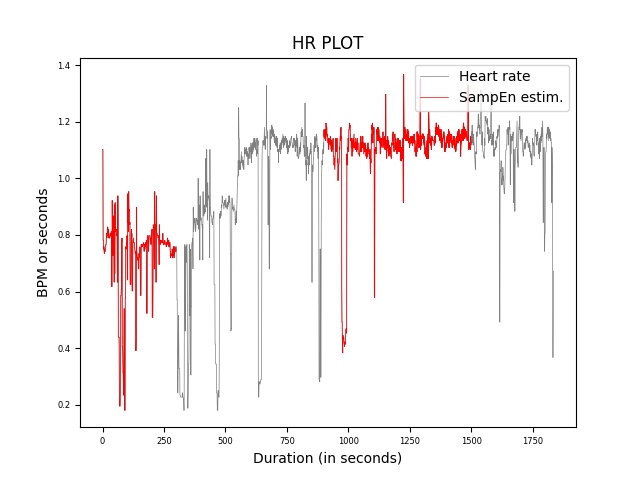 HR PLOT
Heart rate
SampEn estim.
BPM or seconds
1.4
1.2
1.0
0.8
0.6
0.4
0.2
0 250 500 750 1000 1250 1500 1750
Duration (in seconds)